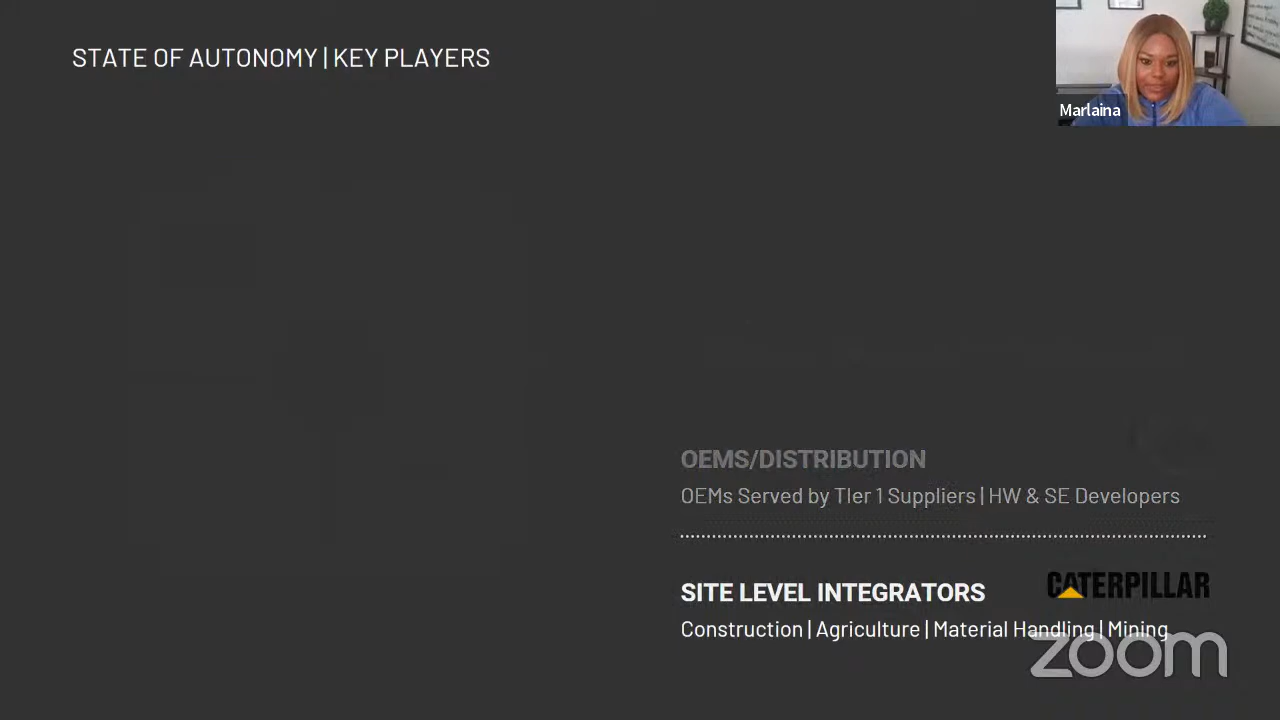 STATE OF AUTONOMY | KEY PLAYERS
Marlaina
OEMS/DISTRIBUTION
OEMs Served by TIer 1 Suppliers | HW & SE Developers
SITE LEVEL INTEGRATORS
CATERPILLAR
Construction | Agriculture | Material Handling | Mining
zoom